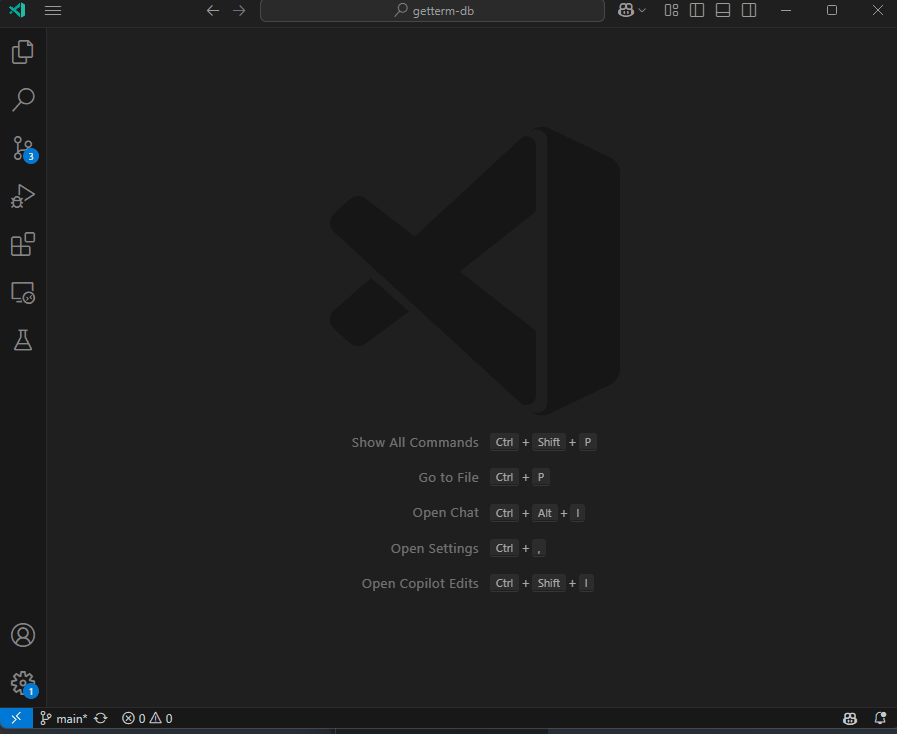 getterm-db
3
Show All Commands Ctrl + Shift + P
Go to File Ctrl + P
Open Chat Ctrl + Alt + I
Open Settings Ctrl + ,
Open Copilot Edits Ctrl + Shift + I
1
main* 0 0